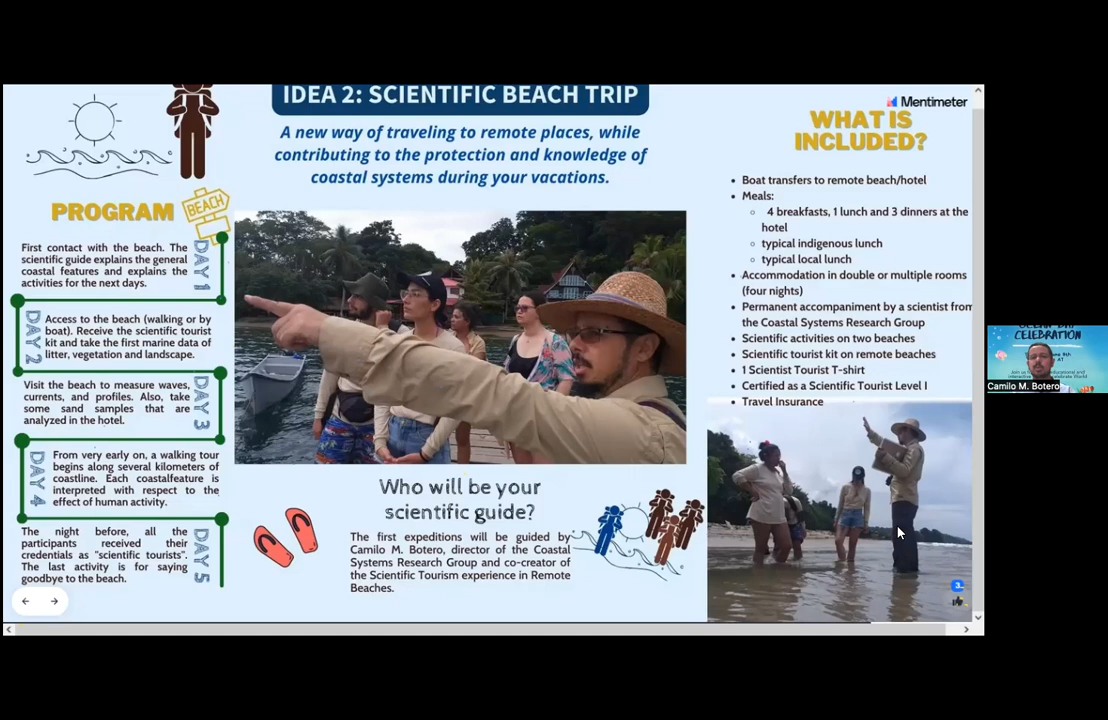 IDEA 2: SCIENTIFIC BEACH TRIP
A new way of traveling to remote places, while
contributing to the protection and knowledge of
coastal systems during your vacations.
PROGRAM
BEACH
DAY 1
First contact with the beach. The
scientific guide explains the general
coastal features and explains the
activities for the next days.
DAY 2
Access to the beach (walking or by
boat). Receive the scientific tourist
kit and take the first marine data of
litter, vegetation and landscape.
DAY 3
Visit the beach to measure waves,
currents, and profiles. Also, take
some sand samples that are
analyzed in the hotel.
DAY 4
From very early on, a walking tour
begins along several kilometers of
coastline. Each coastalfeature is
interpreted with respect to the
effect of human activity.
DAY 5
The night before, all the
participants received their
credentials as "scientific tourists".
The last activity is for saying
goodbye to the beach.
Who will be your
scientific guide?
The first expeditions will be guided by
Camilo M. Botero, director of the Coastal
Systems Research Group and co-creator of
the Scientific Tourism experience in Remote
Beaches.
Mentimeter
WHAT IS
INCLUDED?
Boat transfers to remote beach/hotel
Meals:
4 breakfasts, 1 lunch and 3 dinners at the
hotel
typical indigenous lunch
typical local lunch
Accommodation in double or multiple rooms
(four nights)
Permanent accompaniment by a scientist from
the Coastal Systems Research Group
Scientific activities on two beaches
Scientific tourist kit on remote beaches
1 Scientist Tourist T-shirt
Certified as a Scientific Tourist Level I
Travel Insurance
3
CELEBRATION
Camilo M. Botero